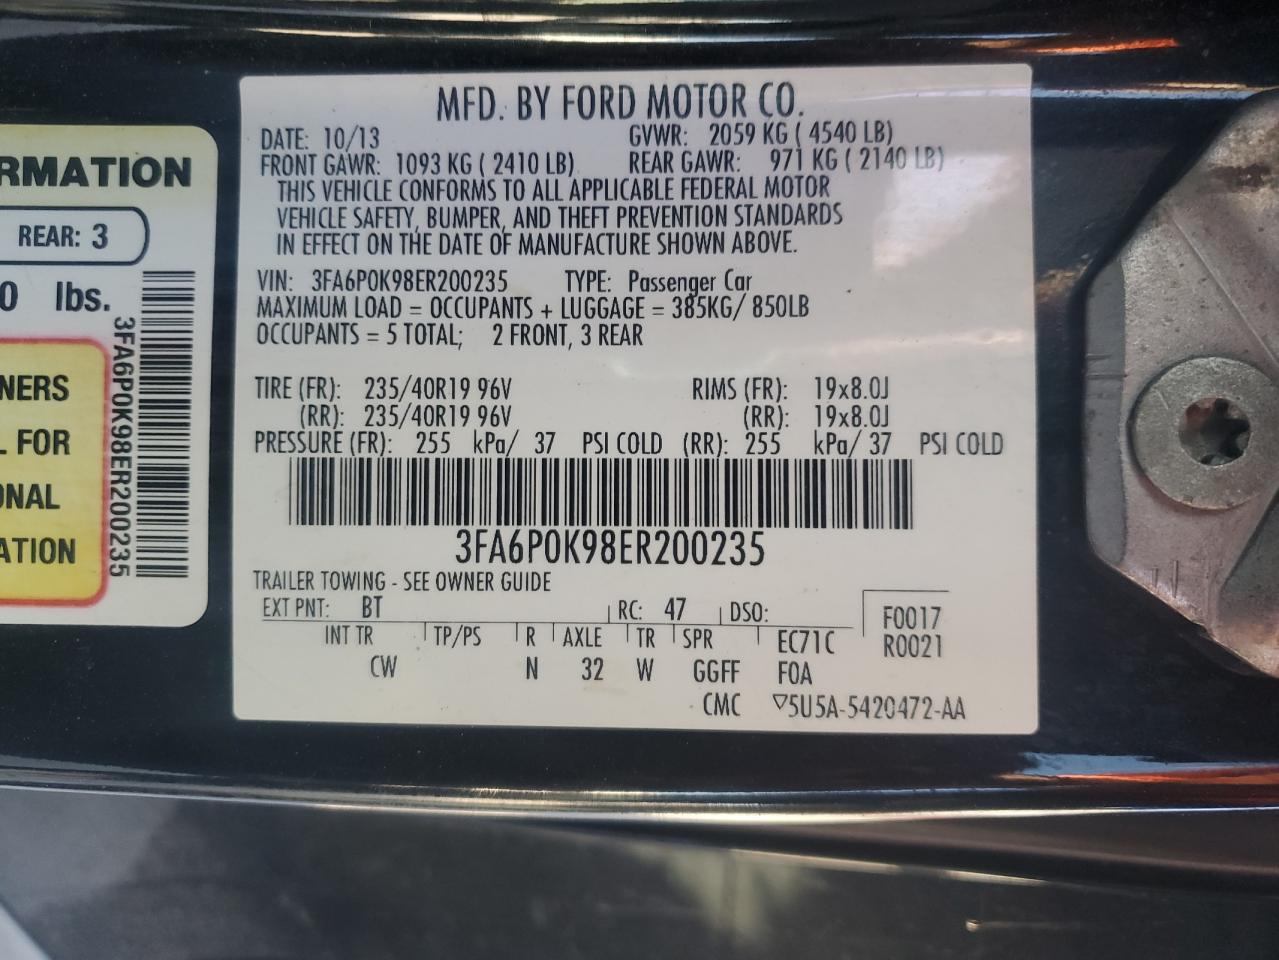 MFD. BY FORD MOTOR CO.
DATE: 10/13 GVWR: 2059 KG ( 4540 LB)
FRONT GAWR: 1093 KG ( 2410 LB) REAR GAWR: 971 KG ( 2140 LB)
THIS VEHICLE CONFORMS TO ALL APPLICABLE FEDERAL MOTOR
VEHICLE SAFETY, BUMPER, AND THEFT PREVENTION STANDARDS
IN EFFECT ON THE DATE OF MANUFACTURE SHOWN ABOVE.
VIN: 3FA6P0K98ER200235 TYPE: Passenger Car
MAXIMUM LOAD = OCCUPANTS + LUGGAGE = 385KG/ 850LB
OCCUPANTS = 5 TOTAL; 2 FRONT, 3 REAR
TIRE (FR): 235/40R19 96V RIMS (FR): 19x8.0J
(RR): 235/40R19 96V (RR): 19x8.0J
PRESSURE (FR): 255 kPa/ 37 PSI COLD (RR): 255 kPa/ 37 PSI COLD
3FA6P0K98ER200235
TRAILER TOWING - SEE OWNER GUIDE
EXT PNT: BT RC: 47 DSO: F0017
INT TR TP/PS R AXLE TR SPR EC71C R0021
CW N 32 W GGFF FOA
CMC ▽5U5A-5420472-AA
RMATION
REAR: 3
0 lbs.
NERS
L FOR
ONAL
ATION
3FA6P0K98ER200235